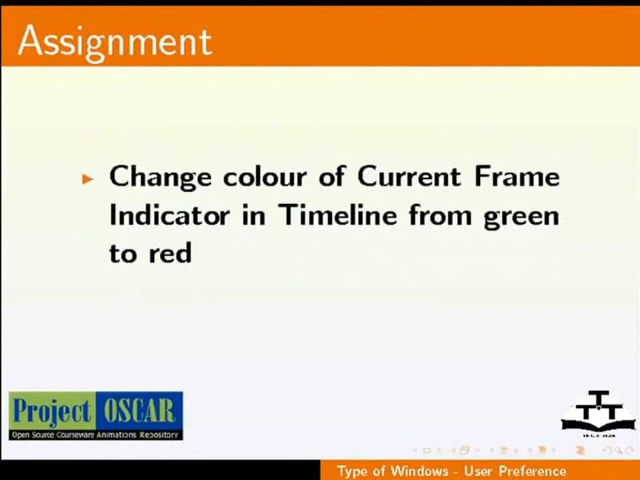 Assignment
Change colour of Current Frame
Indicator in Timeline from green
to red
Project OSCAR
Open Source Courseware Animations Repository
Type of Windows - User Preference